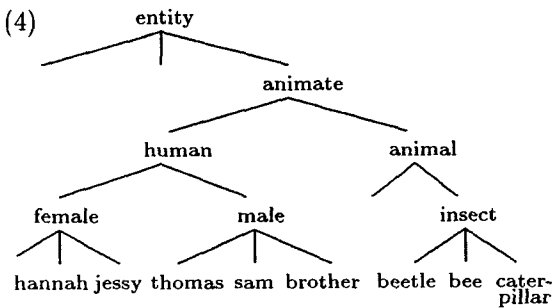 (4) entity
animate
human animal
female male insect
hannah jessy thomas sam brother beetle bee cater-
pillar